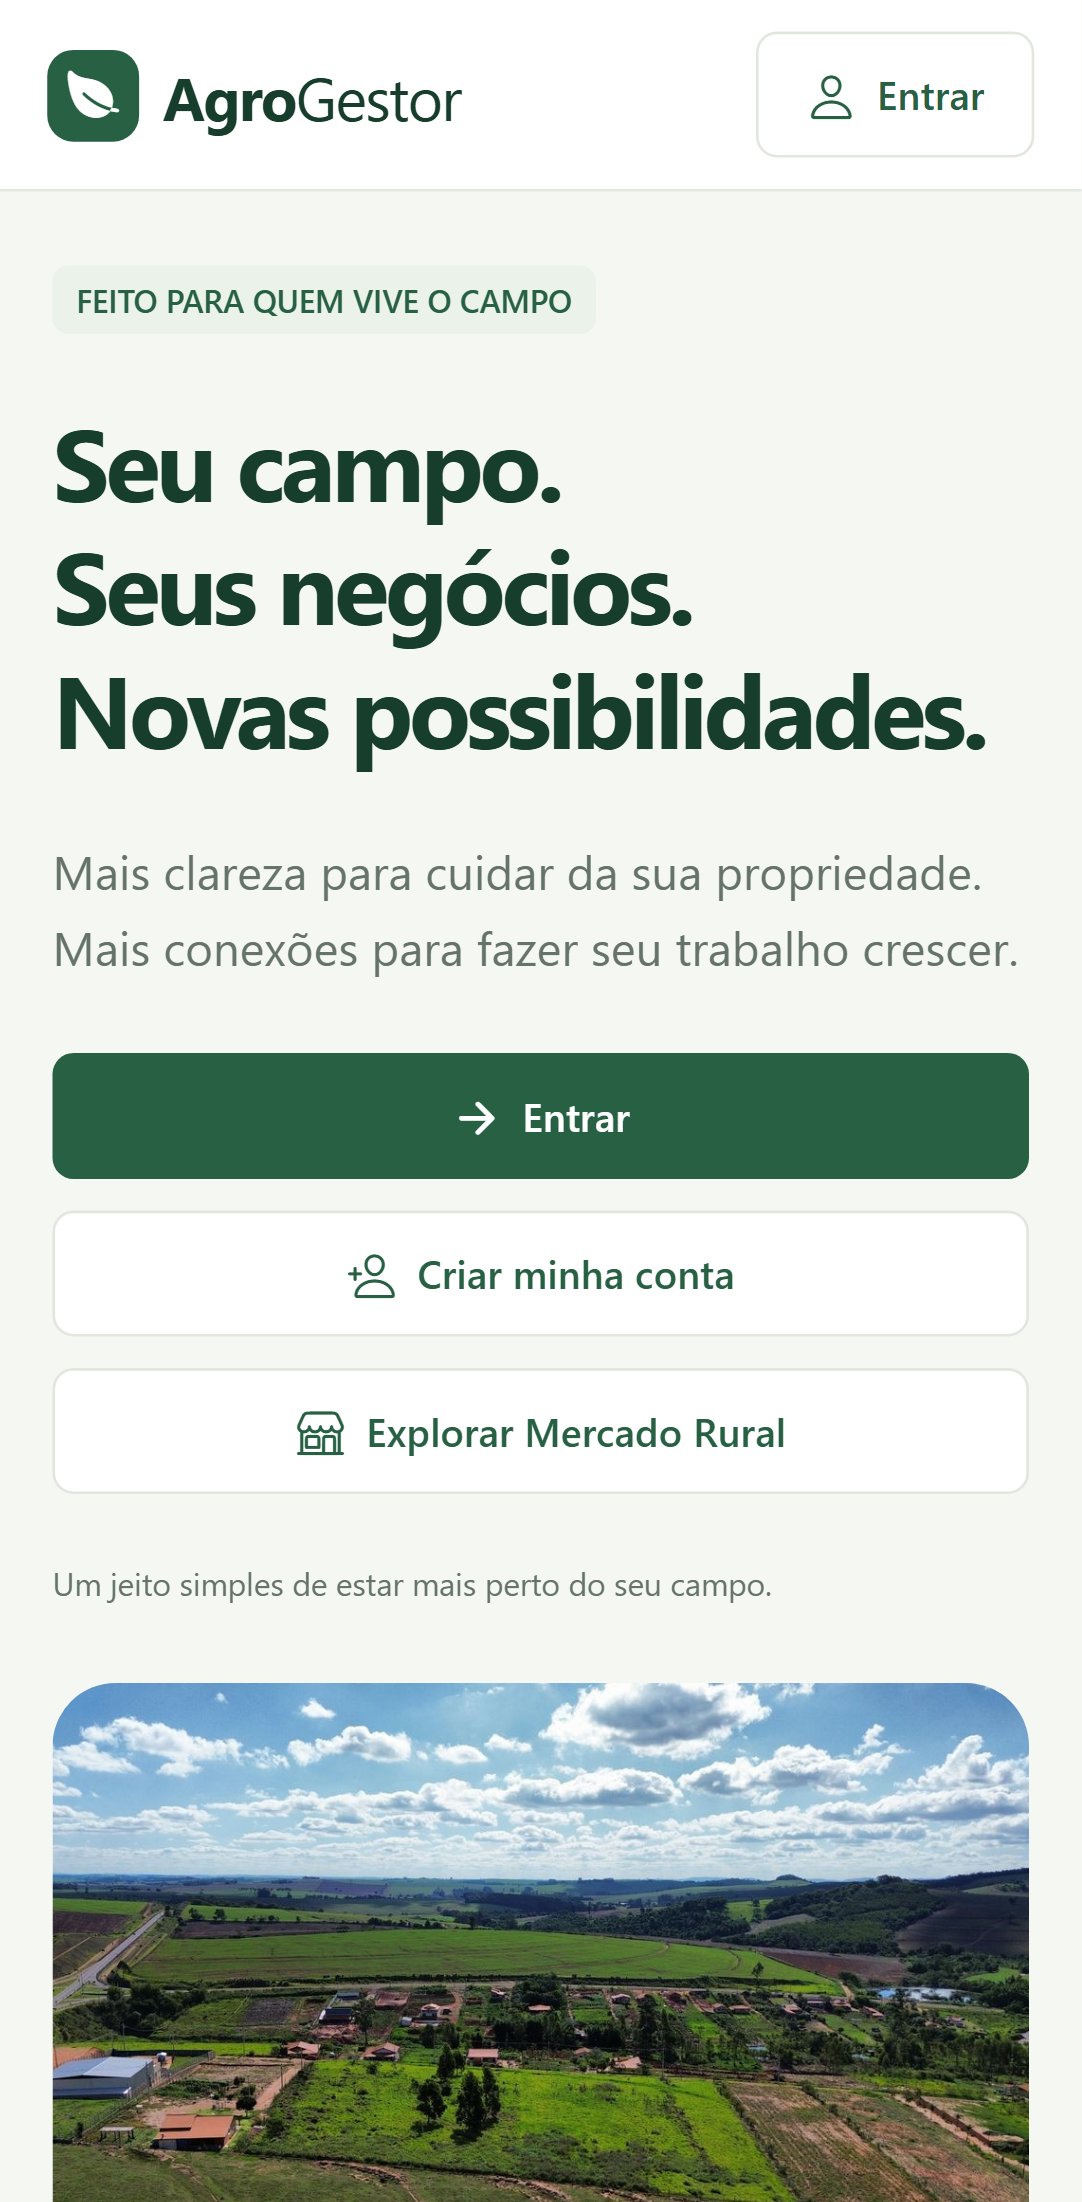 AgroGestor
Entrar
FEITO PARA QUEM VIVE O CAMPO
Seu campo.
Seus negócios.
Novas possibilidades.
Mais clareza para cuidar da sua propriedade.
Mais conexões para fazer seu trabalho crescer.
Entrar
Criar minha conta
Explorar Mercado Rural
Um jeito simples de estar mais perto do seu campo.